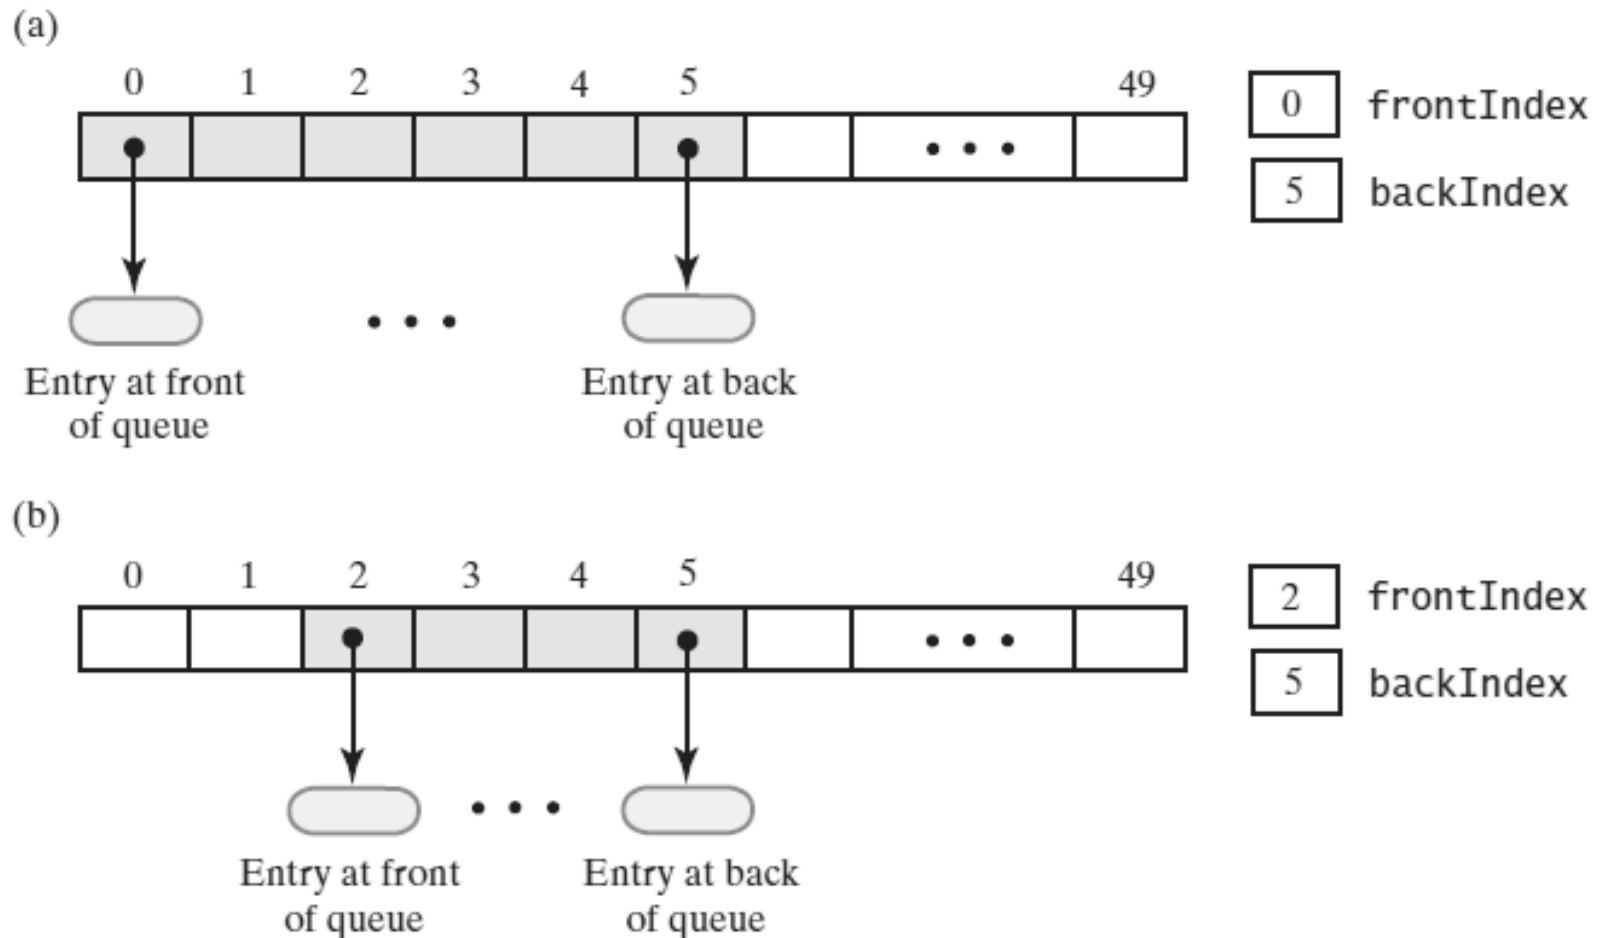 (a)
0 1 2 3 4 5 49
0 frontIndex
5 backIndex
Entry at front
of queue
Entry at back
of queue
(b)
0 1 2 3 4 5 49
2 frontIndex
5 backIndex
Entry at front
of queue
Entry at back
of queue